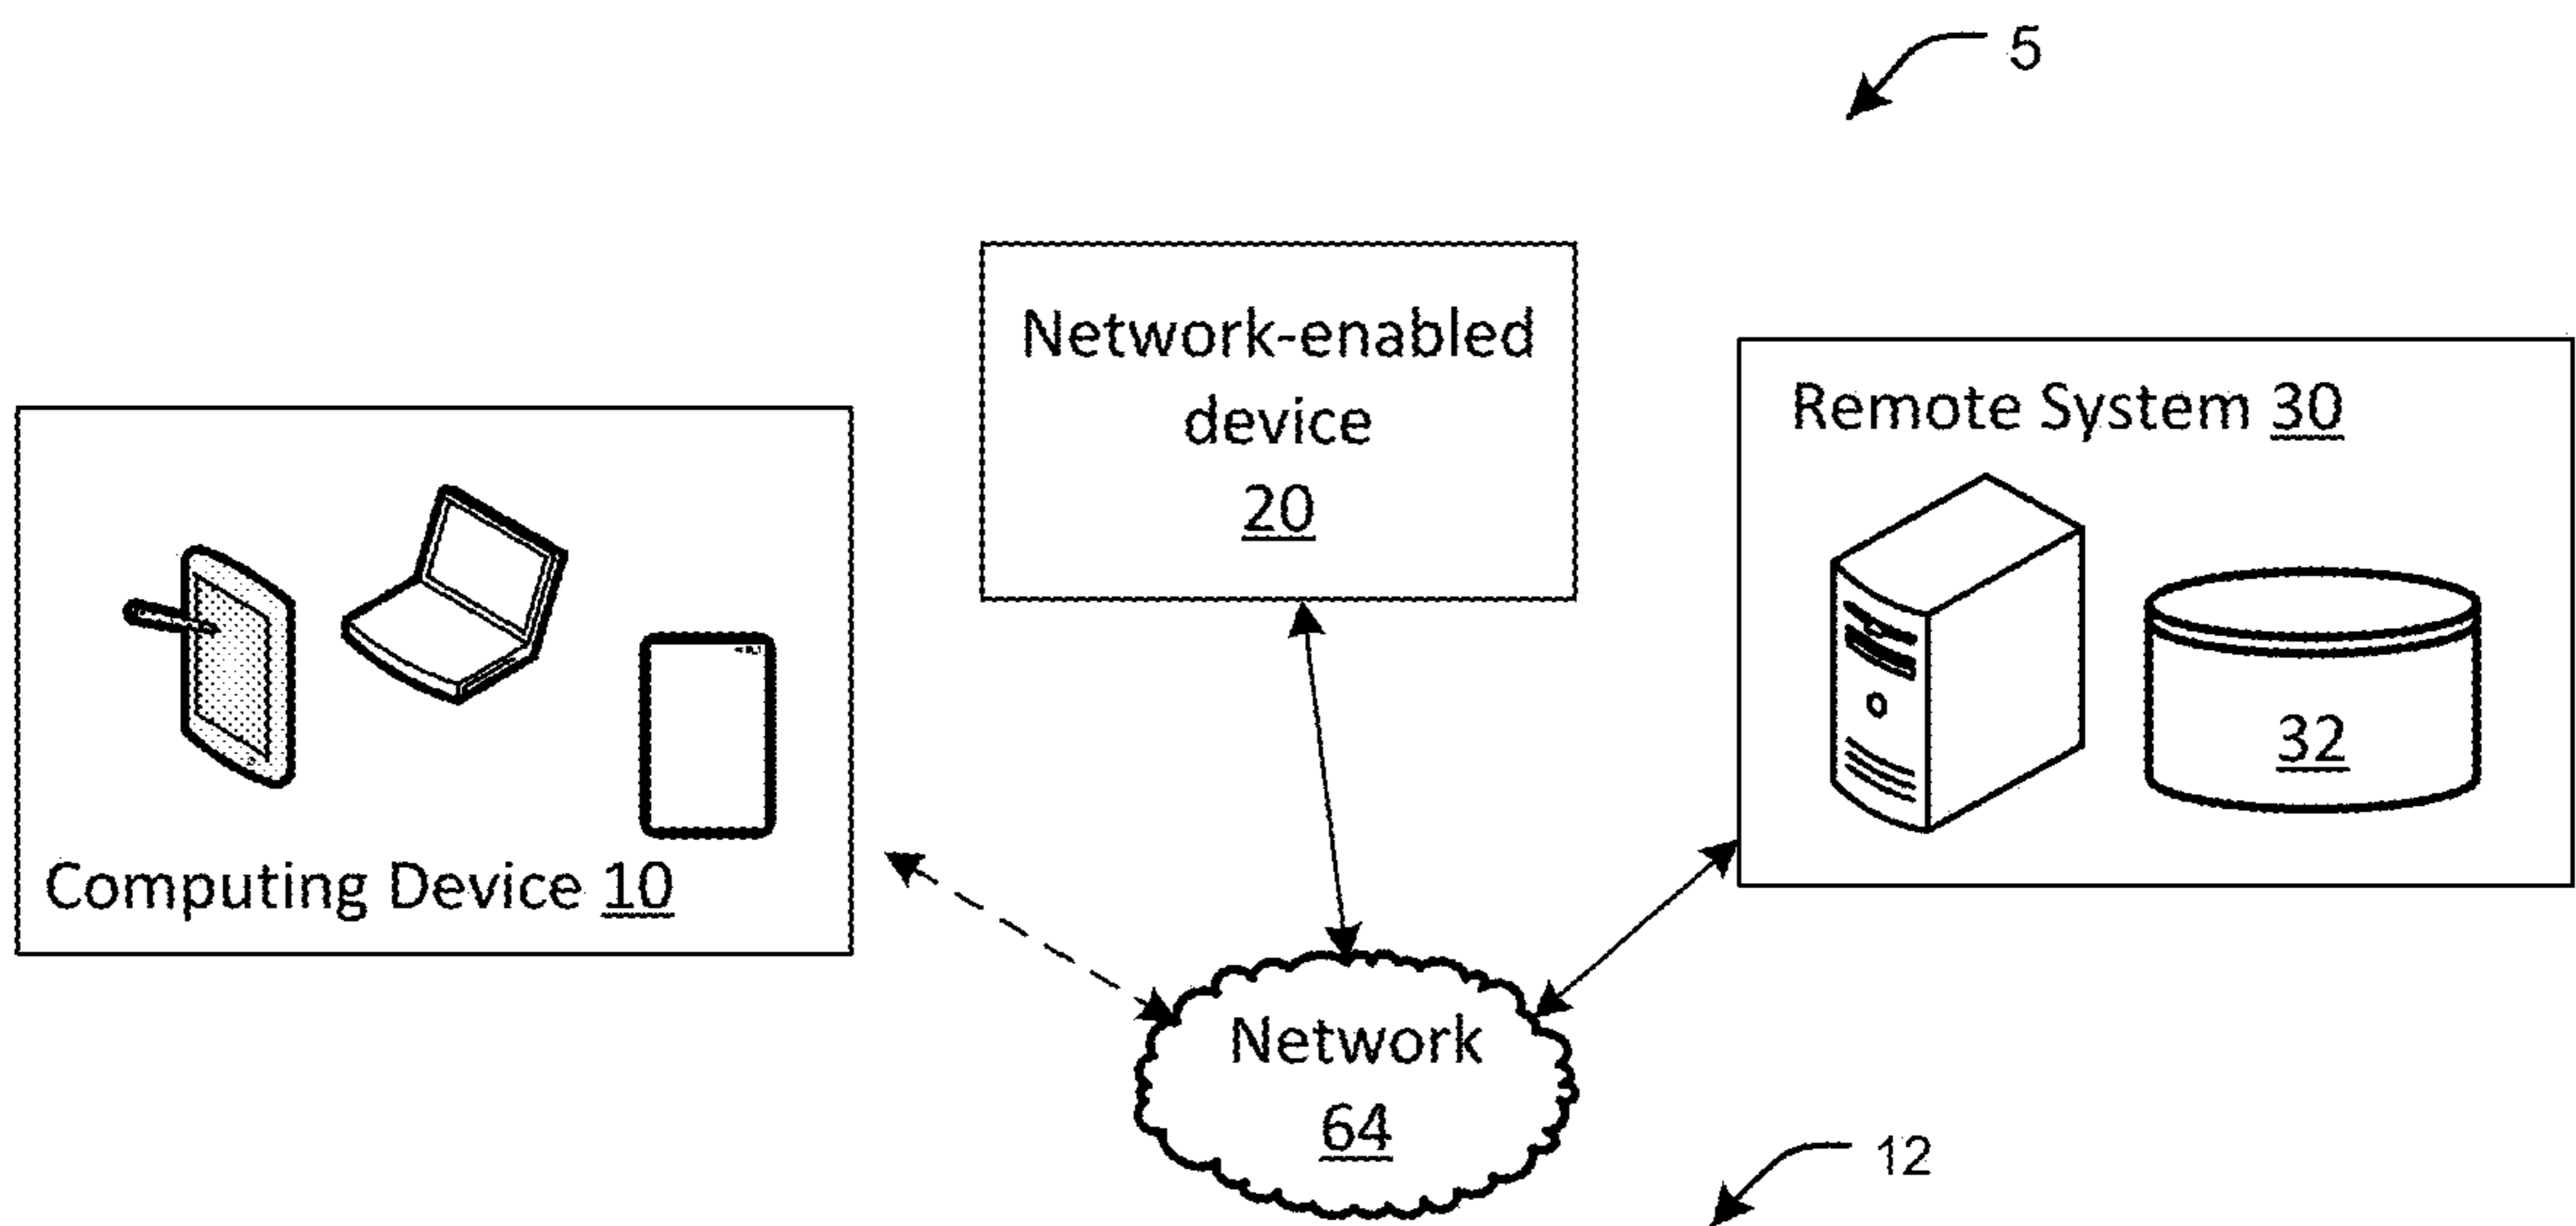 5
Network-enabled
device
20
Remote System 30
32
Computing Device 10
Network
64
12